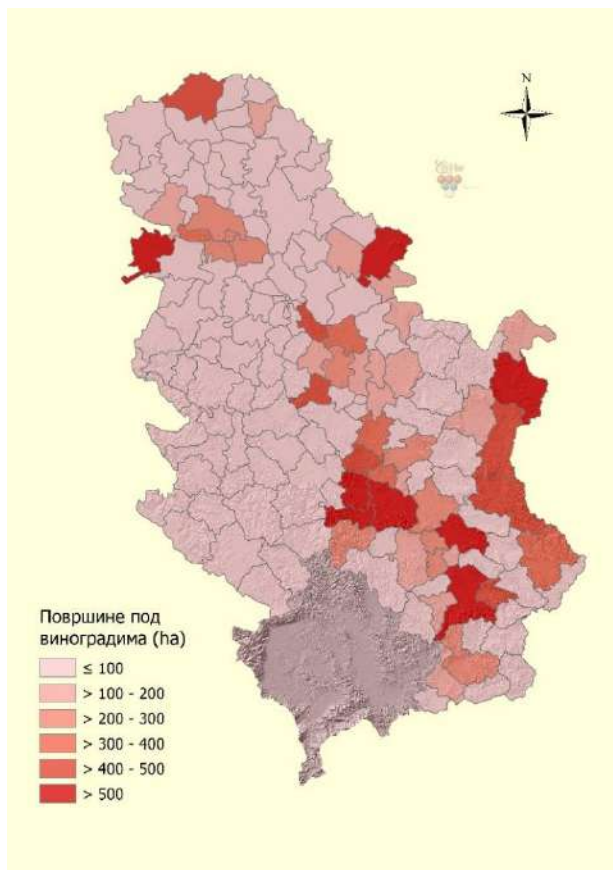 N
Површине под
виноградима (ha)
≤ 100
> 100 - 200
> 200 - 300
> 300 - 400
> 400 - 500
> 500